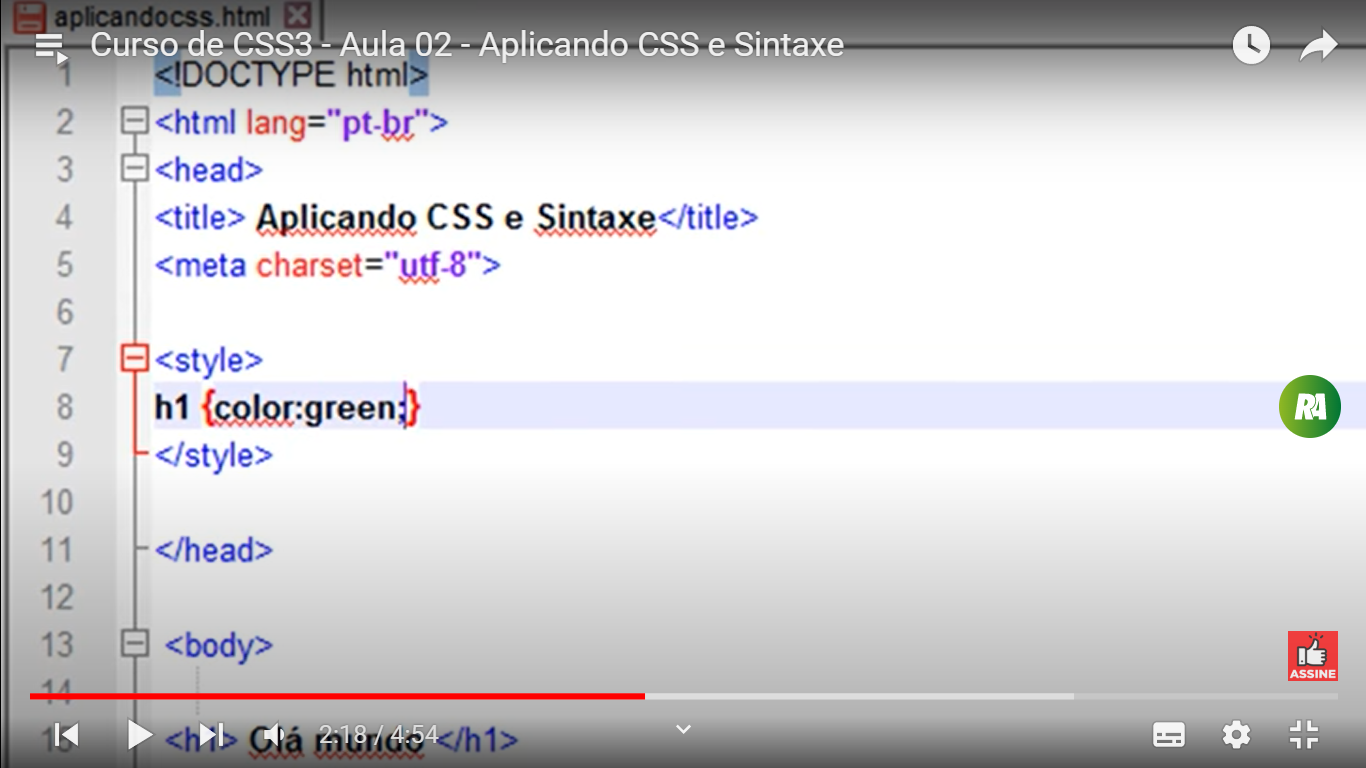 aplicandocss.html
Curso de CSS3 - Aula 02 - Aplicando CSS e Sintaxe
1 <!DOCTYPE html>
2 <html lang="pt-br">
3 <head>
4 <title> Aplicando CSS e Sintaxe</title>
5 <meta charset="utf-8">
6
7 <style>
8 h1 {color:green;}
9 </style>
10
11 </head>
12
13 <body>
14
15 <h1> Olá mundo </h1>
2:18 / 4:54
RA
ASSINE